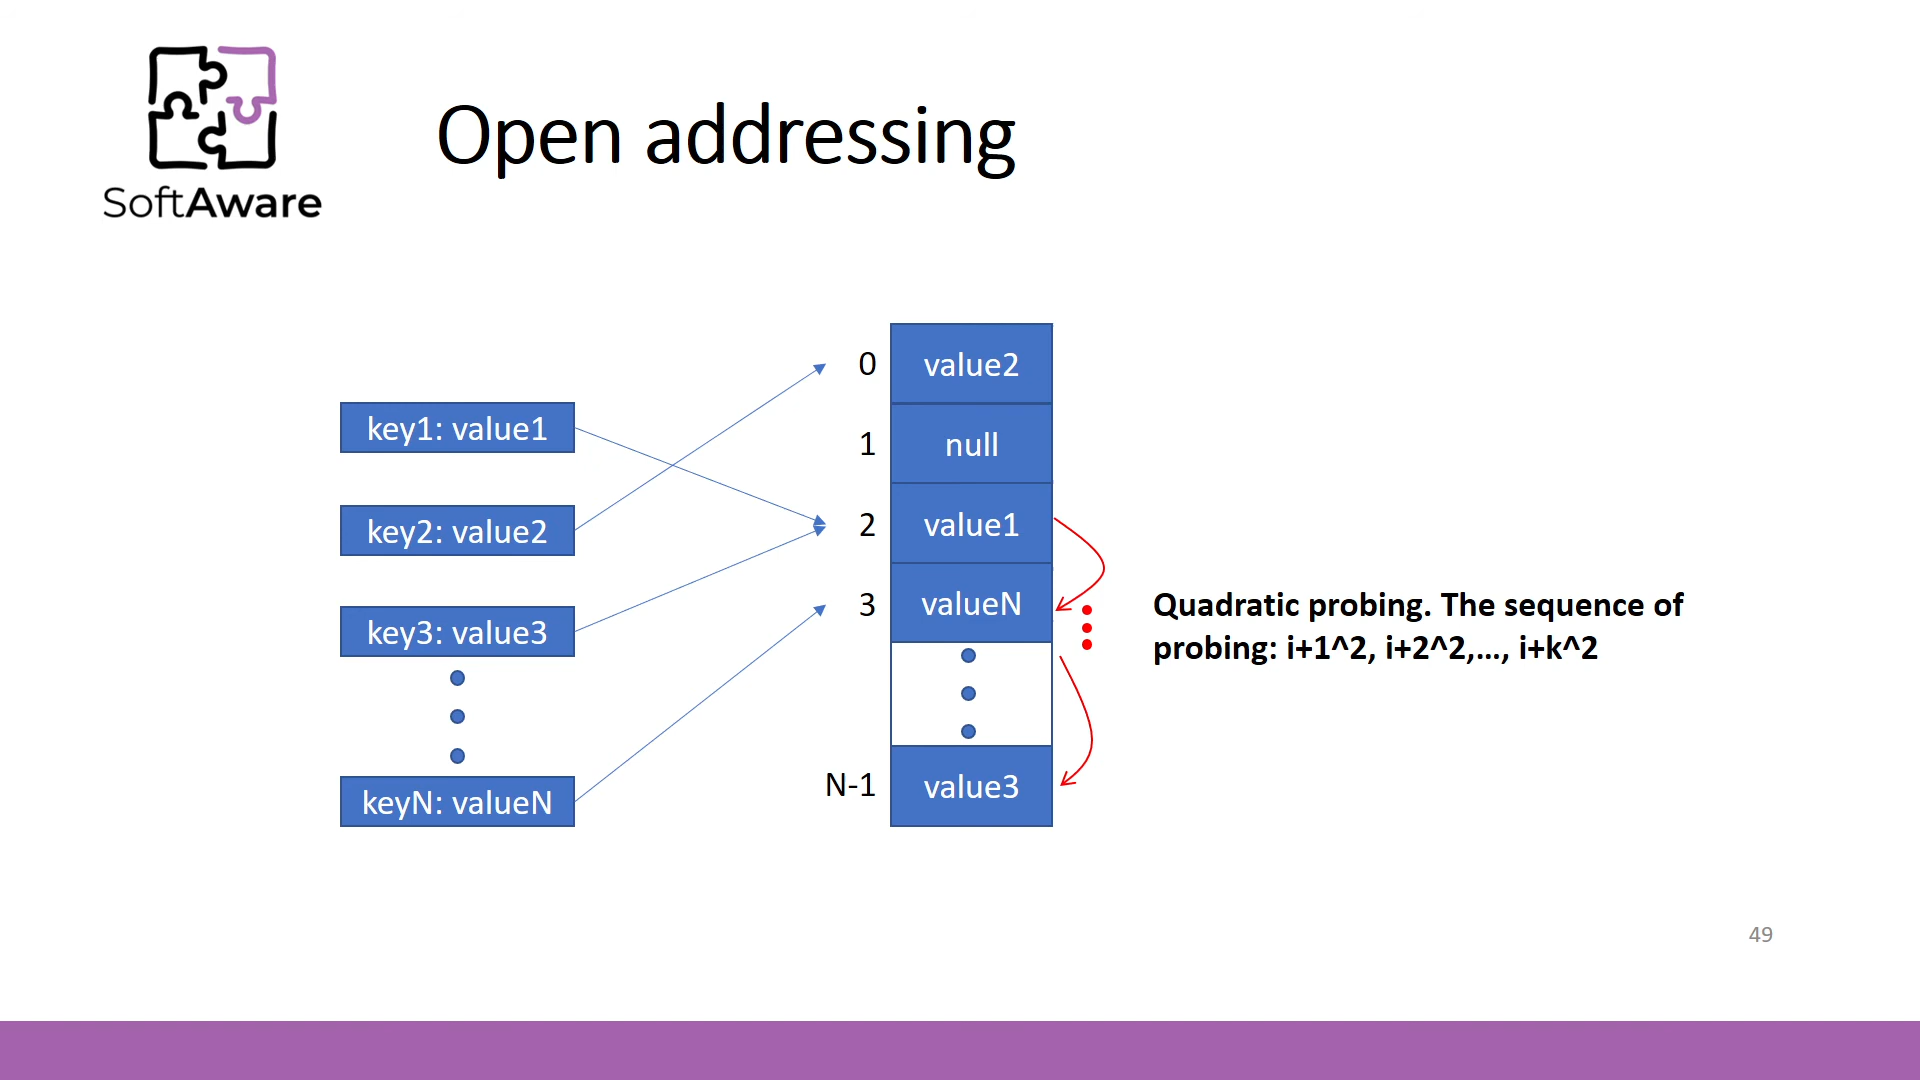 SoftAware
Open addressing
key1: value1
key2: value2
key3: value3
keyN: valueN
0 value2
1 null
2 value1
3 valueN
N-1 value3
Quadratic probing. The sequence of
probing: i+1^2, i+2^2,..., i+k^2
49